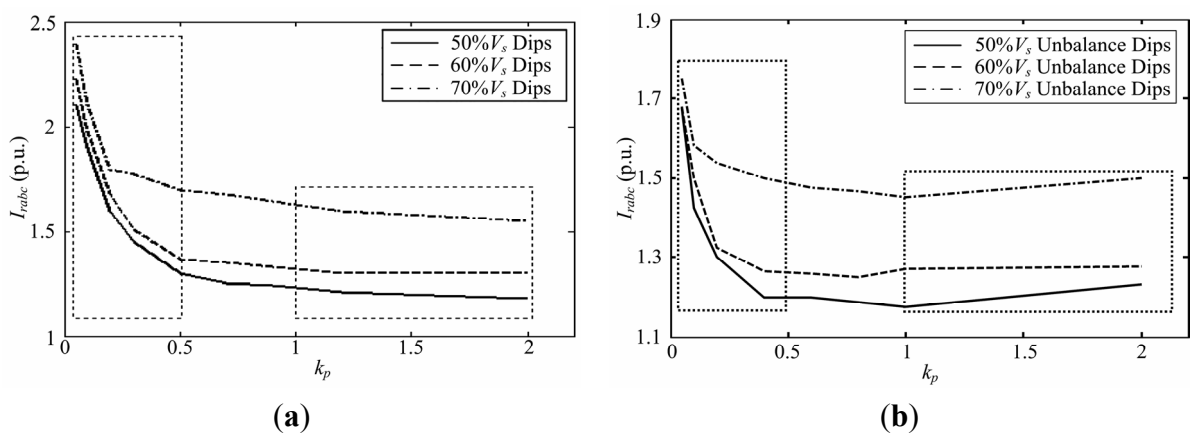 2.5
2
1.5
1
I_rabc (p.u.)
50%V_s Dips
60%V_s Dips
70%V_s Dips
0 0.5 1 1.5 2
k_p
(a)
1.9
1.7
1.5
1.3
1.1
I_rabc (p.u.)
50%V_s Unbalance Dips
60%V_s Unbalance Dips
70%V_s Unbalance Dips
0 0.5 1 1.5 2
k_p
(b)